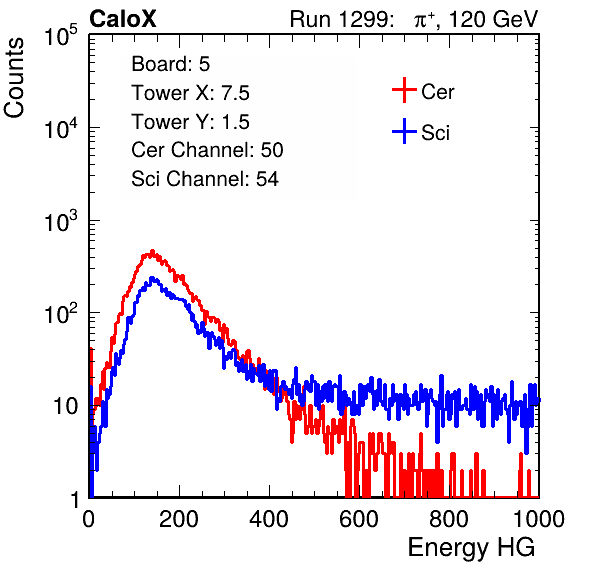 CaloX Run 1299: π⁺, 120 GeV
Counts
Board: 5
Tower X: 7.5
Tower Y: 1.5
Cer Channel: 50
Sci Channel: 54
Cer
Sci
10⁵
10⁴
10³
10²
10
1
0 200 400 600 800 1000
Energy HG